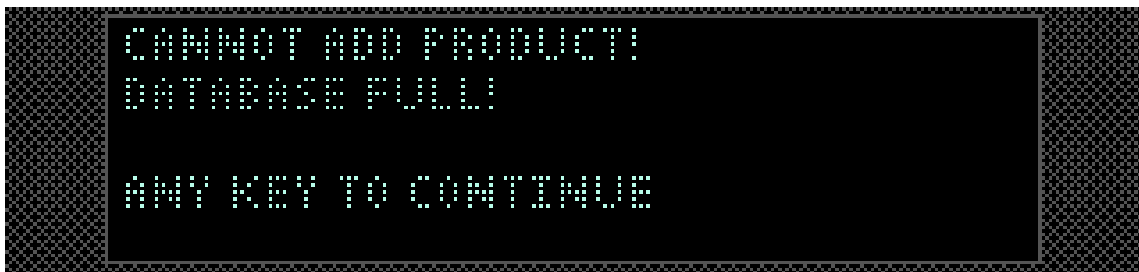 CANNOT ADD PRODUCT!
DATABASE FULL!
ANY KEY TO CONTINUE